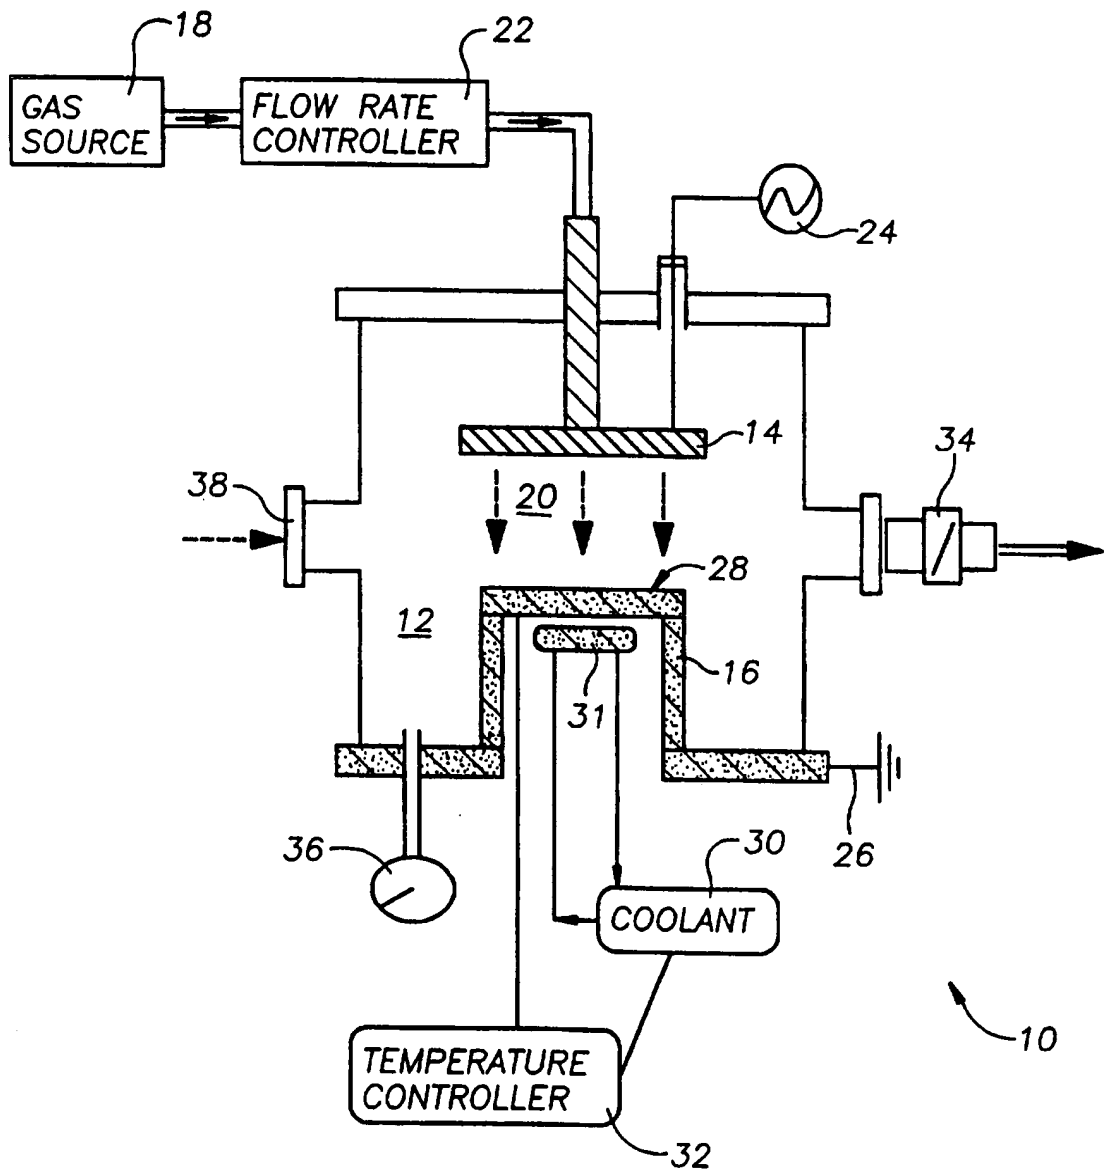 18
22
GAS
SOURCE
FLOW RATE
CONTROLLER
24
14
34
38
20
28
12
16
31
26
36
30
COOLANT
10
TEMPERATURE
CONTROLLER
32